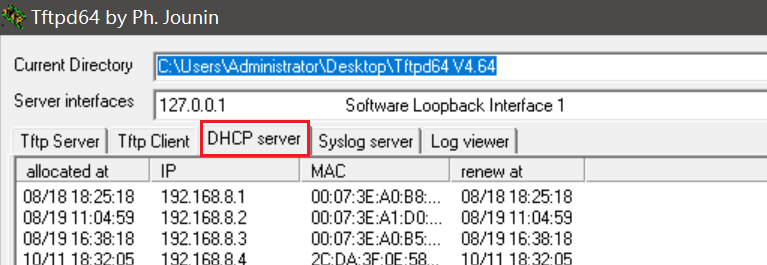 Tftpd64 by Ph. Jounin
Current Directory C:\Users\Administrator\Desktop\Tftpd64 V4.64
Server interfaces 127.0.0.1 Software Loopback Interface 1
Tftp Server Tftp Client DHCP server Syslog server Log viewer
allocated at IP MAC renew at
08/18 18:25:18 192.168.8.1 00:07:3E:A0:B8:... 08/18 18:25:18
08/19 11:04:59 192.168.8.2 00:07:3E:A1:D0:... 08/19 11:04:59
08/19 16:38:18 192.168.8.3 00:07:3E:A0:B5:... 08/19 16:38:18
10/11 18:32:05 192.168.8.4 2C:DA:3F:0E:58... 10/11 18:32:05